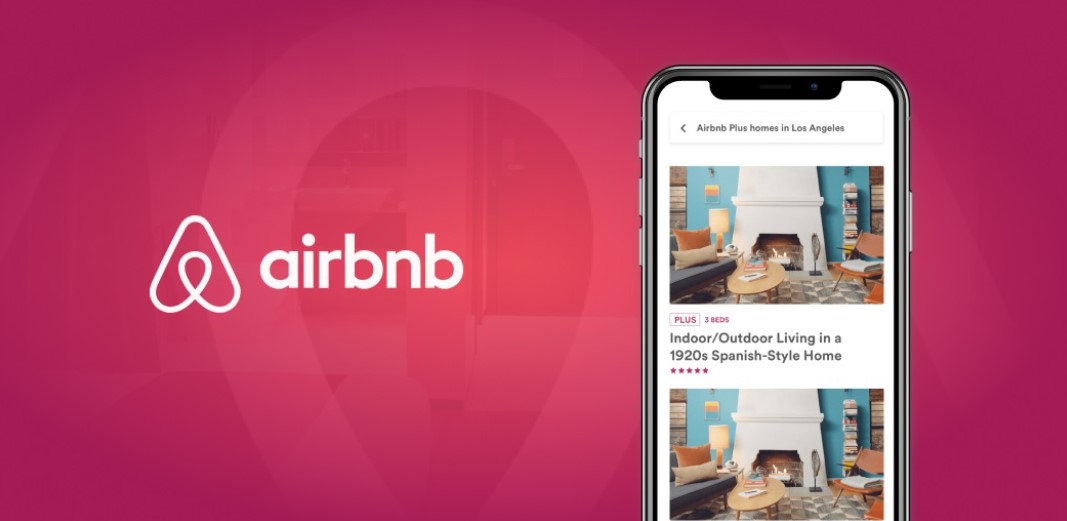 airbnb
Airbnb Plus homes in Los Angeles
PLUS 3 BEDS
Indoor/Outdoor Living in a
1920s Spanish-Style Home